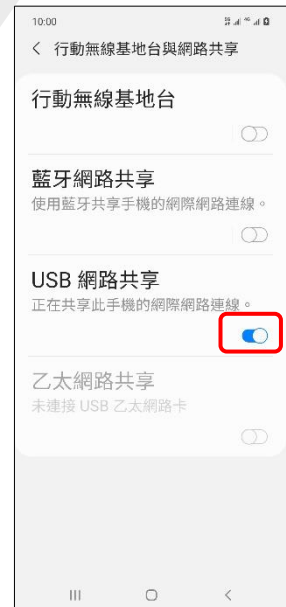 10:00
行動無線基地台與網路共享
行動無線基地台
藍牙網路共享
使用藍牙共享手機的網際網路連線。
USB 網路共享
正在共享此手機的網際網路連線。
乙太網路共享
未連接 USB 乙太網路卡